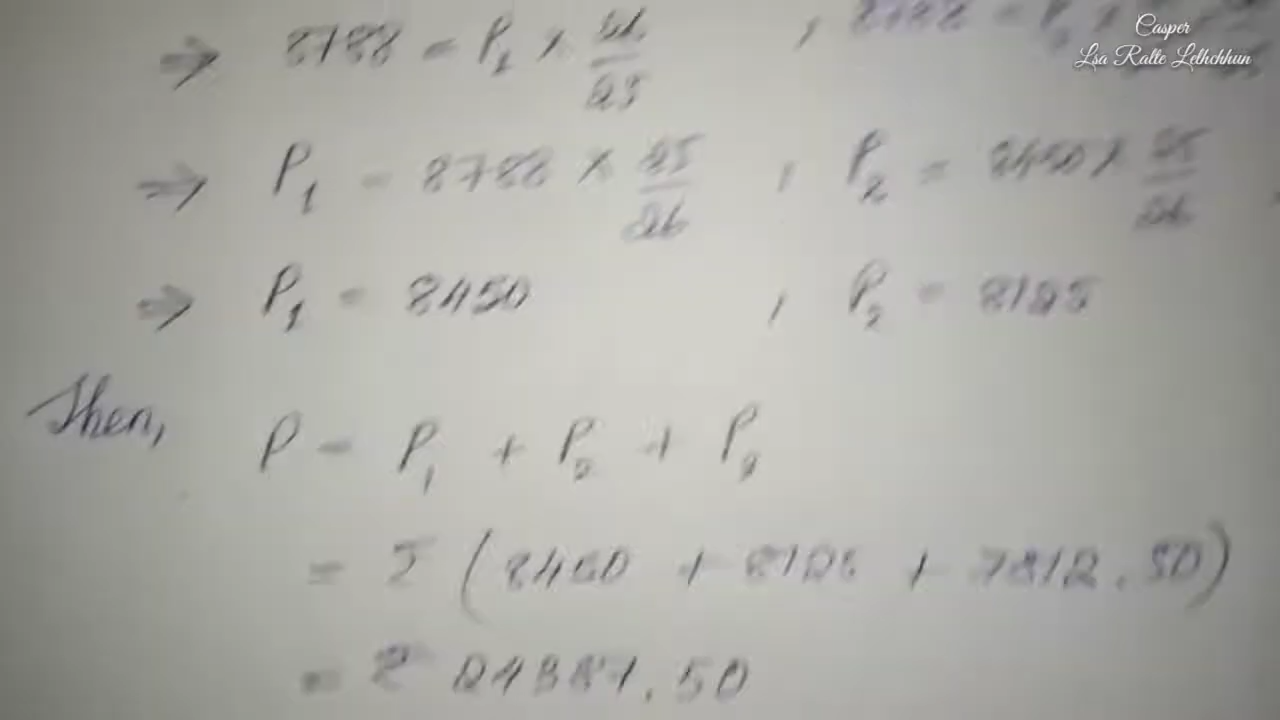 Casper
Lsa Ralte Lethchhun
⇒ 8788 = P₁ × 26/25 ,
⇒ P₁ = 8788 × 25/26 , P₂ = 8450 × 25/26
⇒ P₁ = 8450 , P₂ = 8125
Then,
P = P₁ + P₂ + P₃
= ₹ (8450 + 8125 + 7812.50)
= ₹ 24387.50